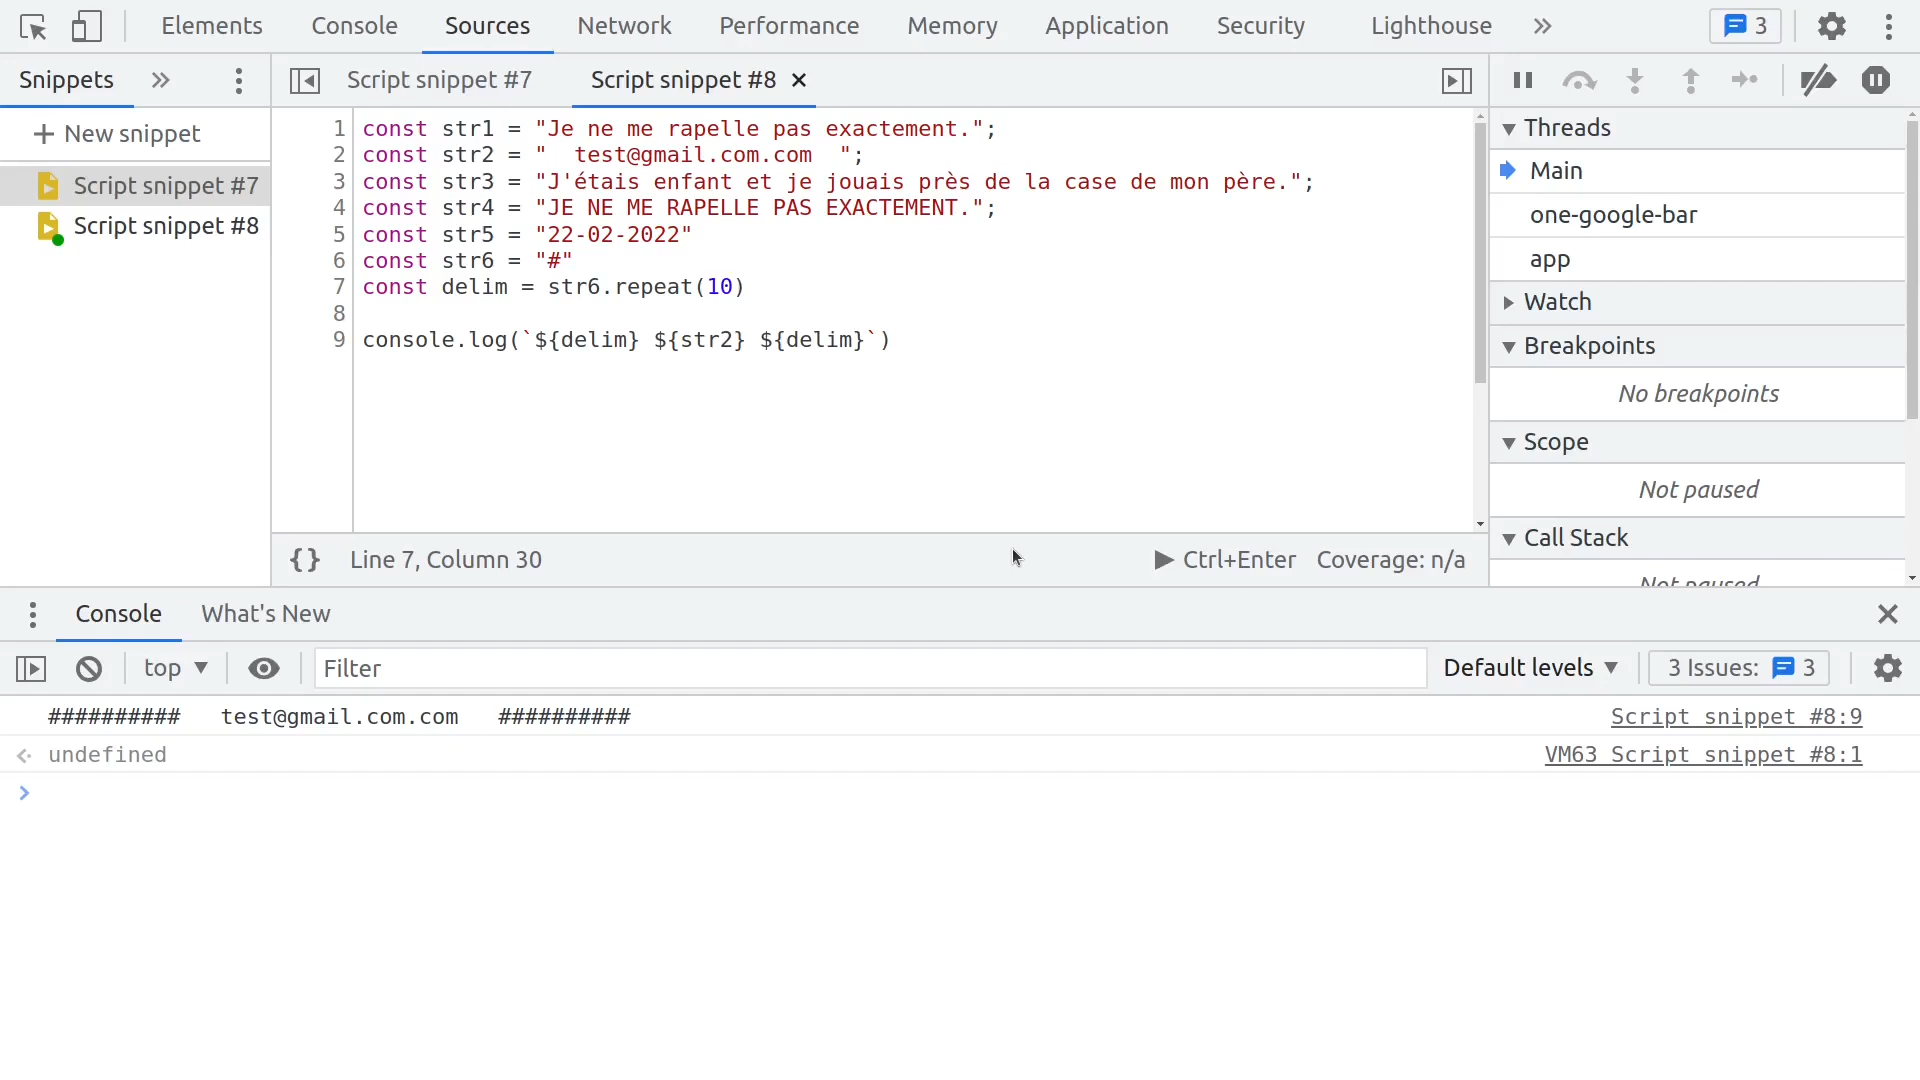 Elements Console Sources Network Performance Memory Application Security Lighthouse 3
Snippets Script snippet #7 Script snippet #8
New snippet
Script snippet #7
Script snippet #8
1 const str1 = "Je ne me rapelle pas exactement.";
2 const str2 = "  test@gmail.com.com  ";
3 const str3 = "J'étais enfant et je jouais près de la case de mon père.";
4 const str4 = "JE NE ME RAPELLE PAS EXACTEMENT.";
5 const str5 = "22-02-2022"
6 const str6 = "#"
7 const delim = str6.repeat(10)
8
9 console.log(`${delim} ${str2} ${delim}`)
{} Line 7, Column 30 Ctrl+Enter Coverage: n/a
Threads
Main
one-google-bar
app
Watch
Breakpoints
No breakpoints
Scope
Not paused
Call Stack
Not paused
Console What's New
top Filter Default levels 3 Issues: 3
##########   test@gmail.com.com   ########## Script snippet #8:9
undefined VM63 Script snippet #8:1